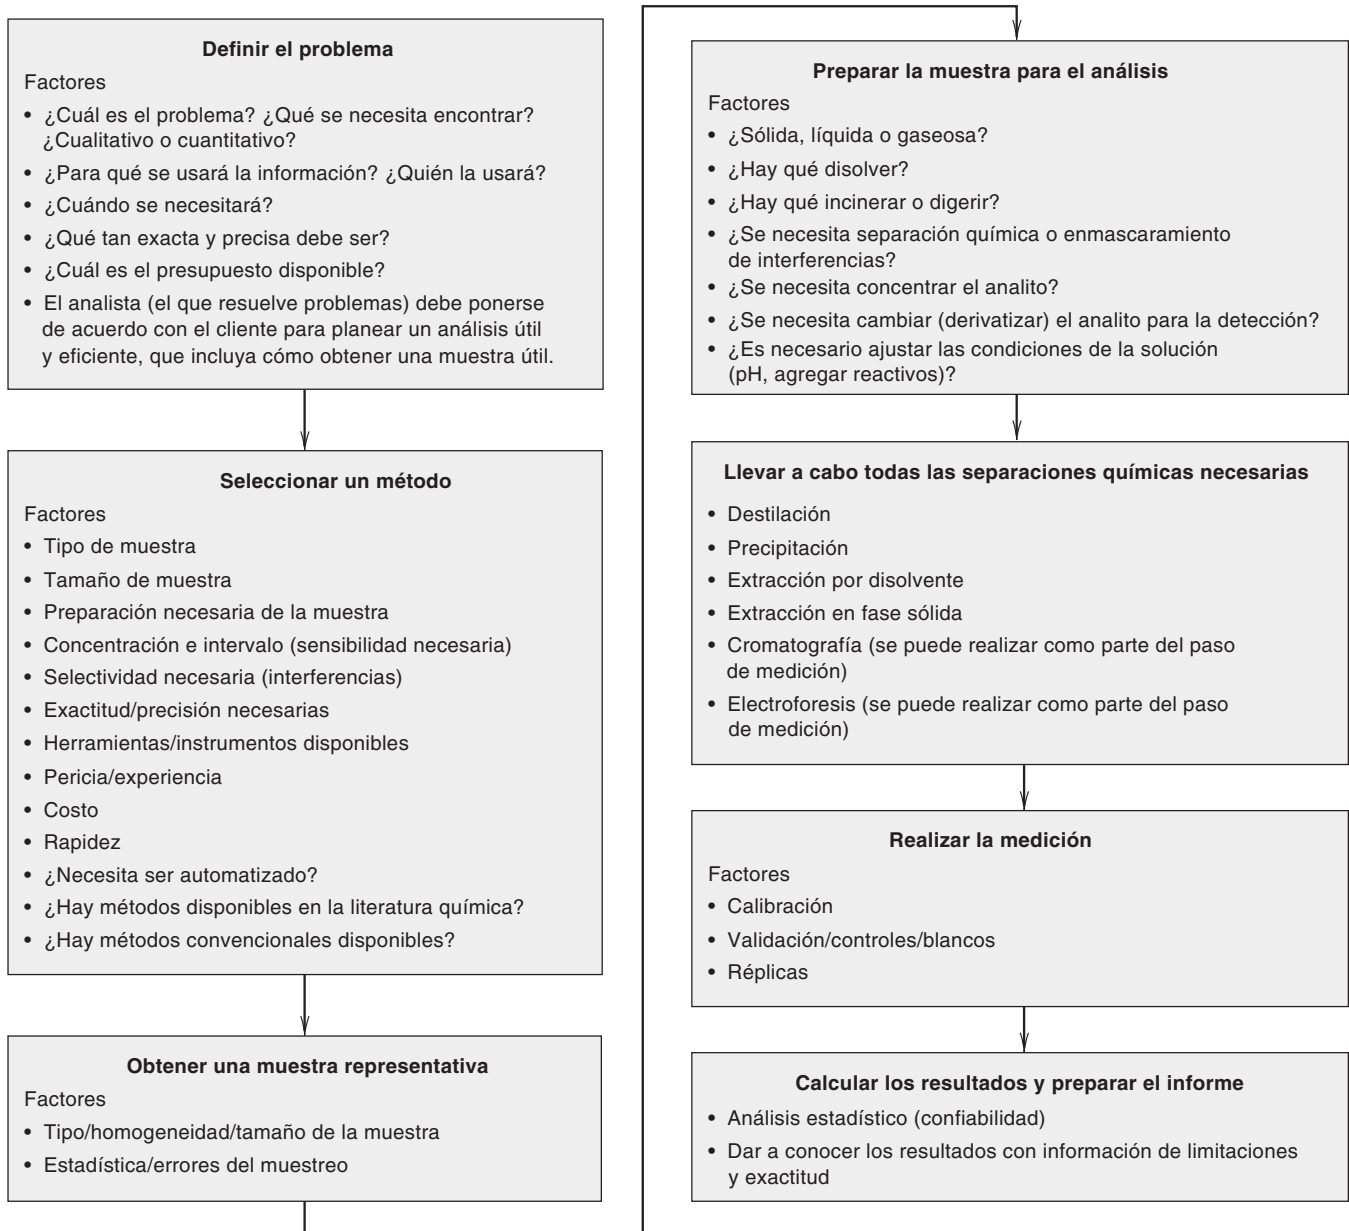 Definir el problema
Factores
• ¿Cuál es el problema? ¿Qué se necesita encontrar?
¿Cualitativo o cuantitativo?
• ¿Para qué se usará la información? ¿Quién la usará?
• ¿Cuándo se necesitará?
• ¿Qué tan exacta y precisa debe ser?
• ¿Cuál es el presupuesto disponible?
• El analista (el que resuelve problemas) debe ponerse
de acuerdo con el cliente para planear un análisis útil
y eficiente, que incluya cómo obtener una muestra útil.
Seleccionar un método
Factores
• Tipo de muestra
• Tamaño de muestra
• Preparación necesaria de la muestra
• Concentración e intervalo (sensibilidad necesaria)
• Selectividad necesaria (interferencias)
• Exactitud/precisión necesarias
• Herramientas/instrumentos disponibles
• Pericia/experiencia
• Costo
• Rapidez
• ¿Necesita ser automatizado?
• ¿Hay métodos disponibles en la literatura química?
• ¿Hay métodos convencionales disponibles?
Obtener una muestra representativa
Factores
• Tipo/homogeneidad/tamaño de la muestra
• Estadística/errores del muestreo
Preparar la muestra para el análisis
Factores
• ¿Sólida, líquida o gaseosa?
• ¿Hay qué disolver?
• ¿Hay qué incinerar o digerir?
• ¿Se necesita separación química o enmascaramiento
de interferencias?
• ¿Se necesita concentrar el analito?
• ¿Se necesita cambiar (derivatizar) el analito para la detección?
• ¿Es necesario ajustar las condiciones de la solución
(pH, agregar reactivos)?
Llevar a cabo todas las separaciones químicas necesarias
• Destilación
• Precipitación
• Extracción por disolvente
• Extracción en fase sólida
• Cromatografía (se puede realizar como parte del paso
de medición)
• Electroforesis (se puede realizar como parte del paso
de medición)
Realizar la medición
Factores
• Calibración
• Validación/controles/blancos
• Réplicas
Calcular los resultados y preparar el informe
• Análisis estadístico (confiabilidad)
• Dar a conocer los resultados con información de limitaciones
y exactitud